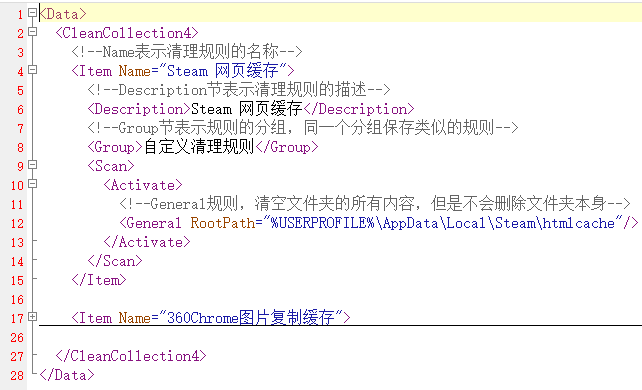 1 <Data>
2 <CleanCollection4>
3 <!--Name表示清理规则的名称-->
4 <Item Name="Steam 网页缓存">
5 <!--Description节表示清理规则的描述-->
6 <Description>Steam 网页缓存</Description>
7 <!--Group节表示规则的分组，同一个分组保存类似的规则-->
8 <Group>自定义清理规则</Group>
9 <Scan>
10 <Activate>
11 <!--General规则，清空文件夹的所有内容，但是不会删除文件夹本身-->
12 <General RootPath="%USERPROFILE%\AppData\Local\Steam\htmlcache"/>
13 </Activate>
14 </Scan>
15 </Item>
16
17 <Item Name="360Chrome图片复制缓存">
26
27 </CleanCollection4>
28 </Data>